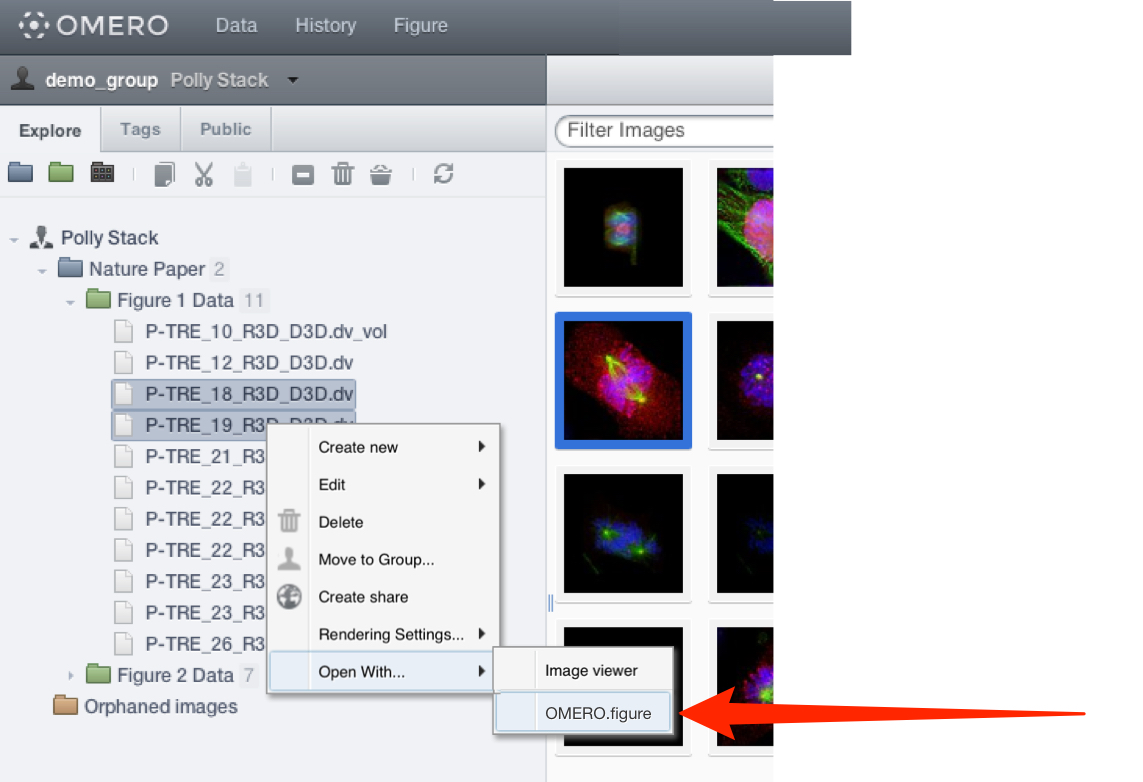 OMERO Data History Figure
demo_group Polly Stack
Explore Tags Public
Filter Images
Polly Stack
Nature Paper 2
Figure 1 Data 11
P-TRE_10_R3D_D3D.dv_vol
P-TRE_12_R3D_D3D.dv
P-TRE_18_R3D_D3D.dv
P-TRE_19_R3D_D3D.dv
P-TRE_21_R3
P-TRE_22_R3
P-TRE_22_R3
P-TRE_22_R3
P-TRE_23_R3
P-TRE_23_R3
P-TRE_26_R3
Figure 2 Data 7
Orphaned images
Create new
Edit
Delete
Move to Group...
Create share
Rendering Settings...
Open With...
Image viewer
OMERO.figure